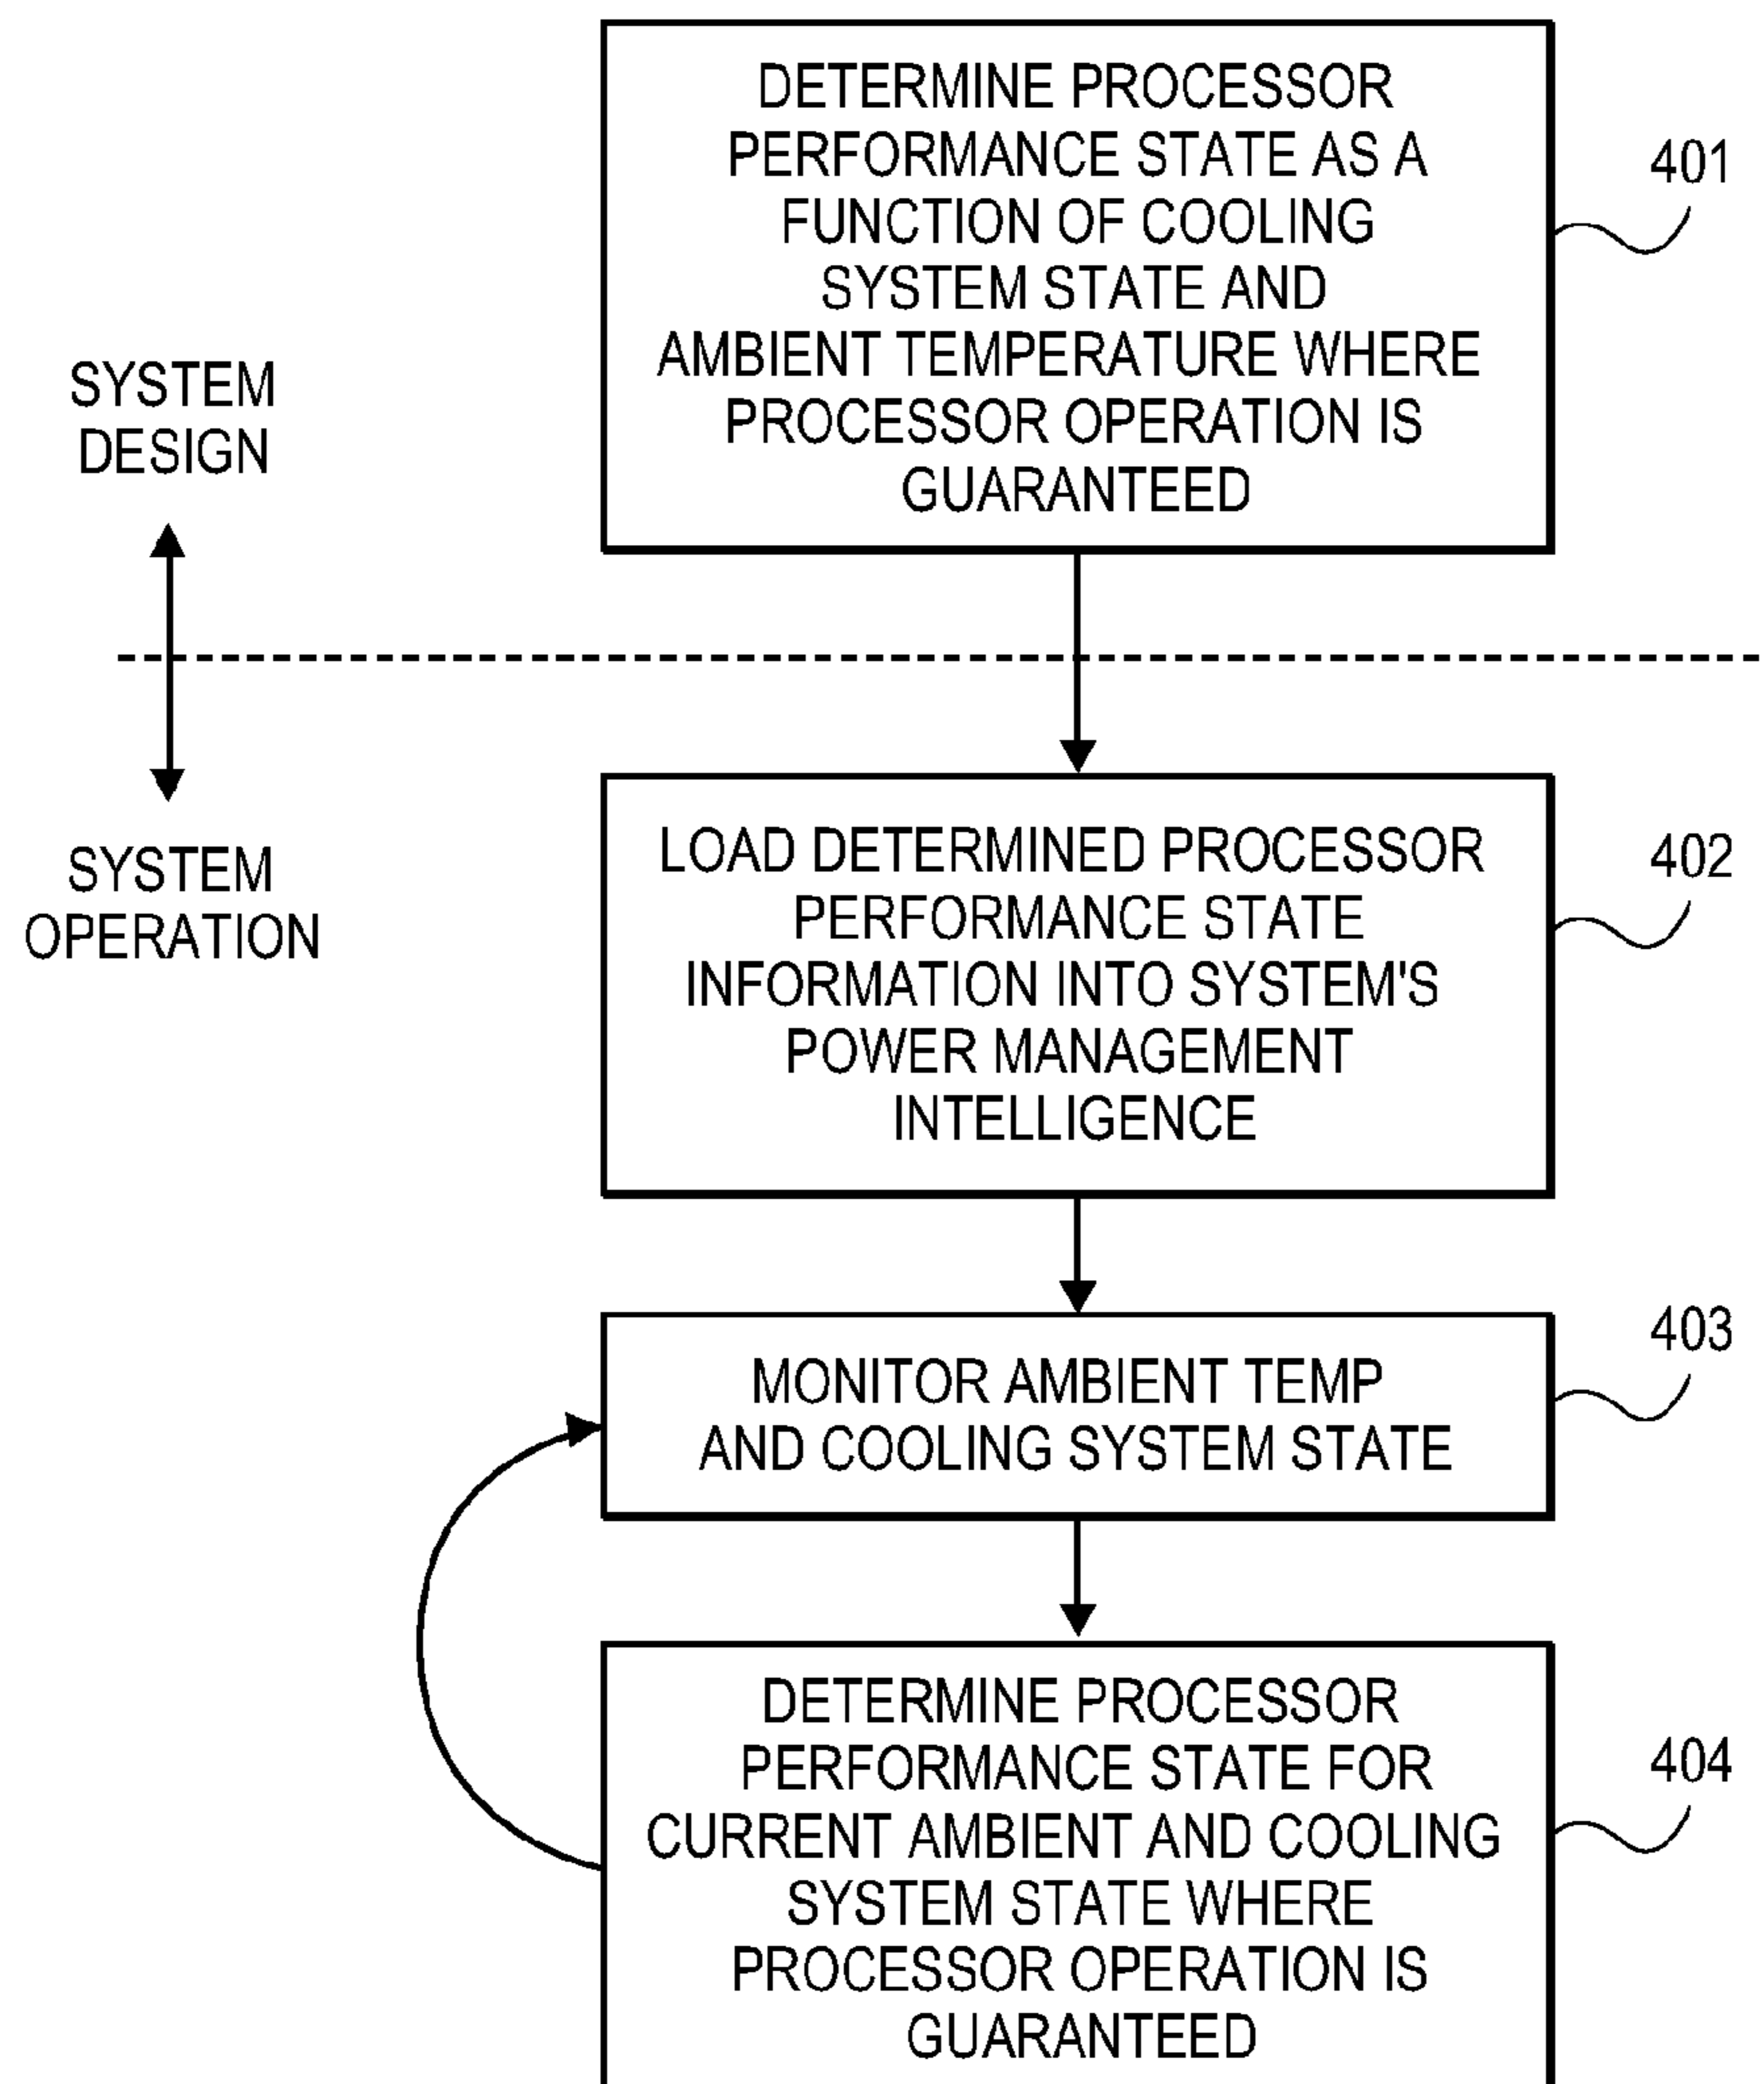 DETERMINE PROCESSOR
PERFORMANCE STATE AS A
FUNCTION OF COOLING
SYSTEM STATE AND
AMBIENT TEMPERATURE WHERE
PROCESSOR OPERATION IS
GUARANTEED
401
SYSTEM
DESIGN
SYSTEM
OPERATION
LOAD DETERMINED PROCESSOR
PERFORMANCE STATE
INFORMATION INTO SYSTEM'S
POWER MANAGEMENT
INTELLIGENCE
402
MONITOR AMBIENT TEMP
AND COOLING SYSTEM STATE
403
DETERMINE PROCESSOR
PERFORMANCE STATE FOR
CURRENT AMBIENT AND COOLING
SYSTEM STATE WHERE
PROCESSOR OPERATION IS
GUARANTEED
404